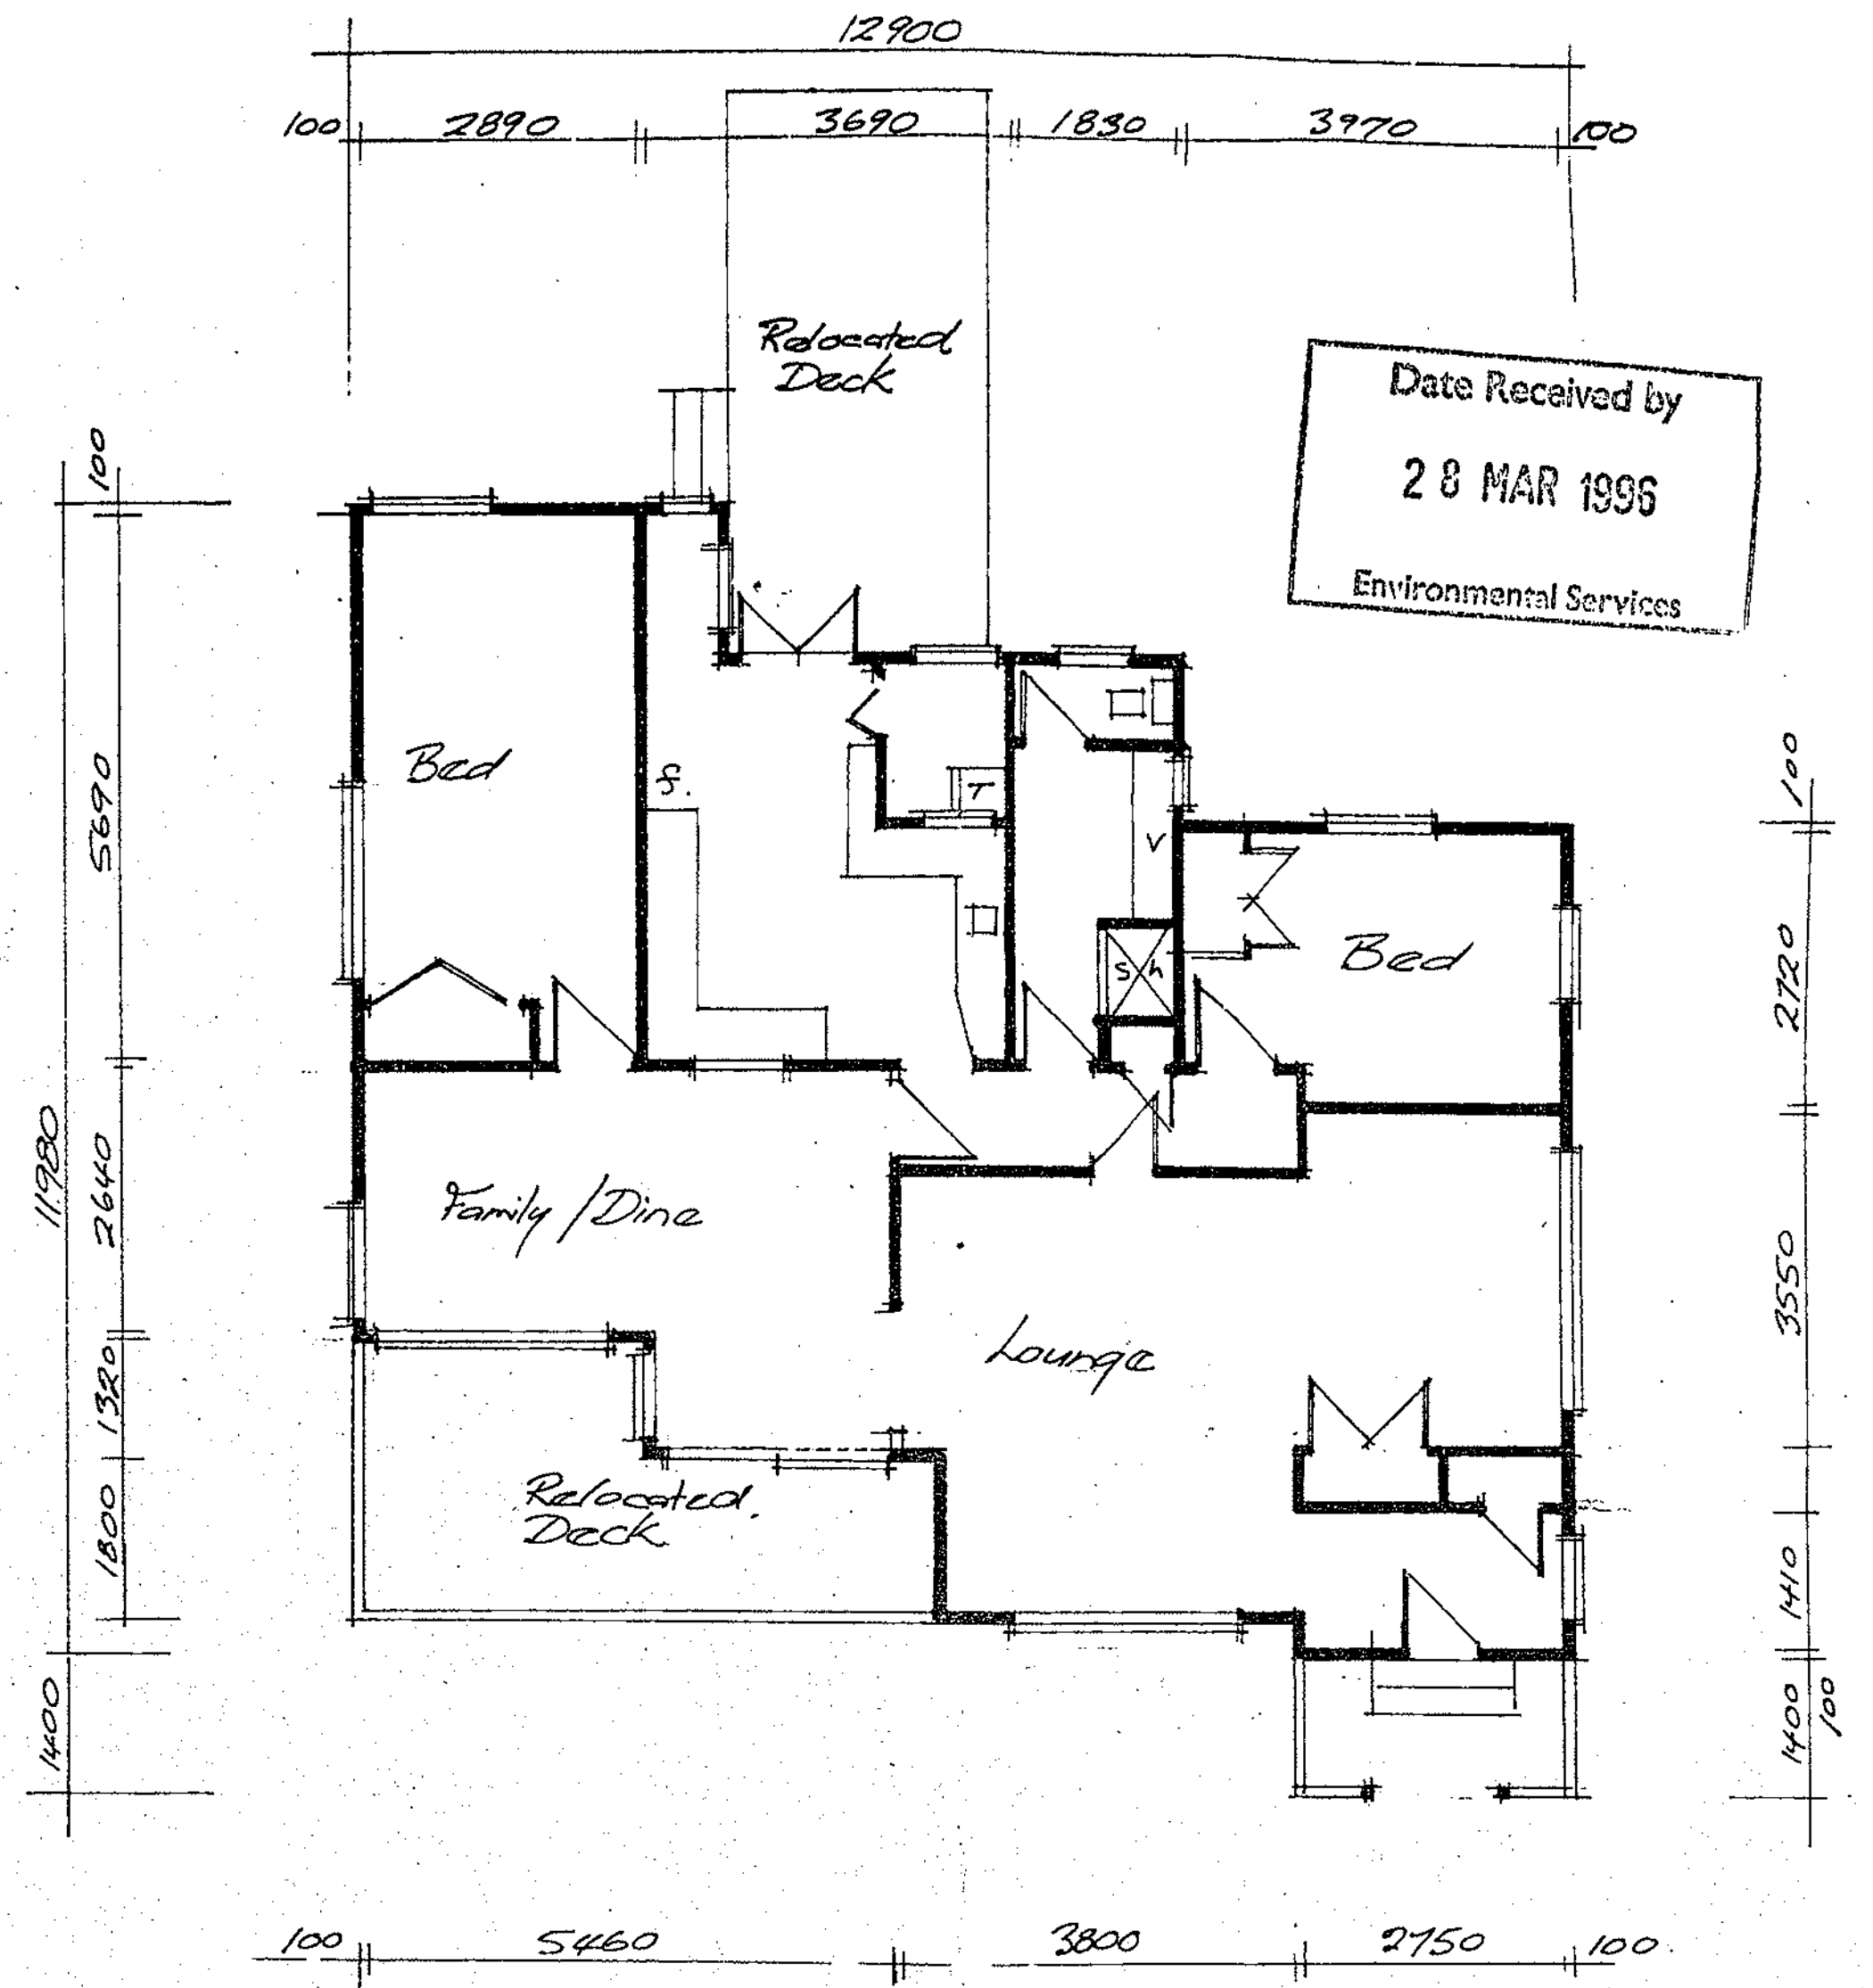 12900
100 2890 3690 1830 3970 100
Relocated
Deck
Date Received by
28 MAR 1996
Environmental Services
100
5690
11980
2640
1320
1800
1400
Bed
f.
T
V
Sh
Bed
100
2720
3550
1410
1400
100
Family/Dine
Lounge
Relocated.
Deck
100 5460 3800 2750 100